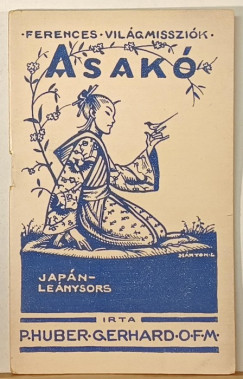 ·FERENCES·VILÁGMISSZIÓK·
ASAKÓ
JAPÁN-
LEÁNYSORS
IRTA
P.HUBER·GERHARD·O·F·M·